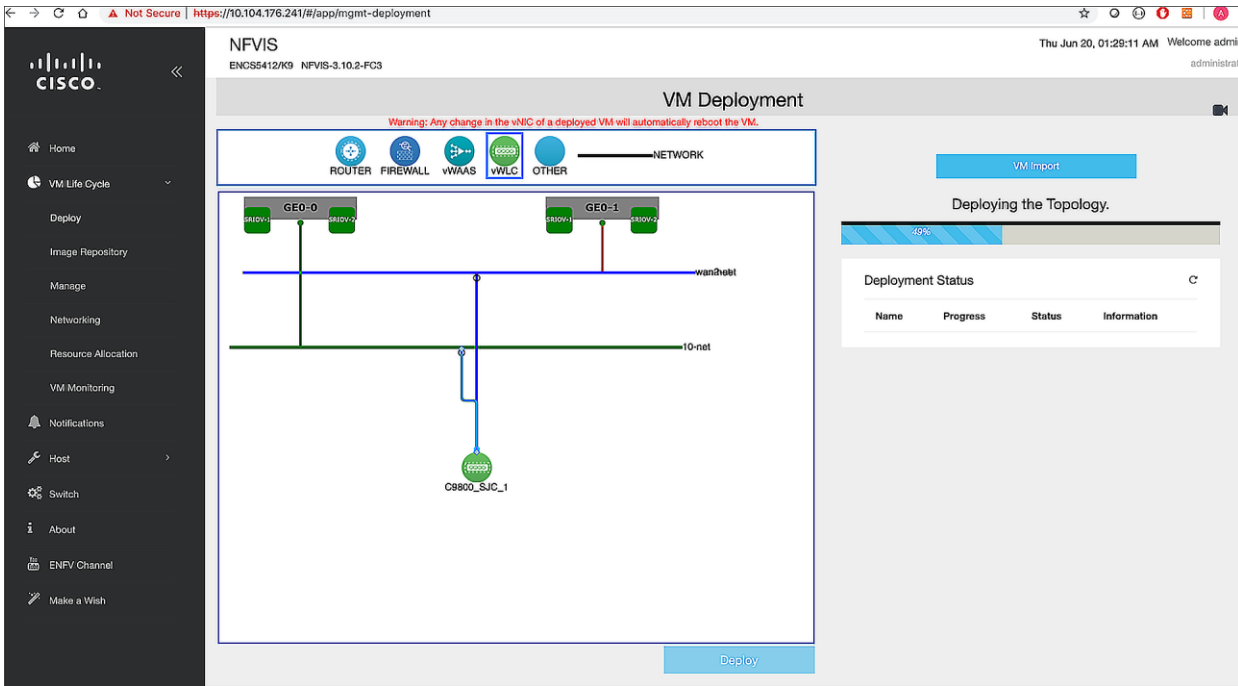 Not Secure | https://10.104.176.241/#/app/mgmt-deployment
CISCO
Home
VM Life Cycle
Deploy
Image Repository
Manage
Networking
Resource Allocation
VM Monitoring
Notifications
Host
Switch
About
ENFV Channel
Make a Wish
NFVIS
ENCS5412/K9 NFVIS-3.10.2-FC3
Thu Jun 20, 01:29:11 AM Welcome admi
administrat
VM Deployment
Warning: Any change in the vNIC of a deployed VM will automatically reboot the VM.
ROUTER FIREWALL vWAAS vWLC OTHER NETWORK
GE0-0 GE0-1
SRIOV-1 SRIOV-2 SRIOV-1 SRIOV-2
10-net
C9800_SJC_1
Deploy
VM Import
Deploying the Topology.
49%
Deployment Status
Name Progress Status Information